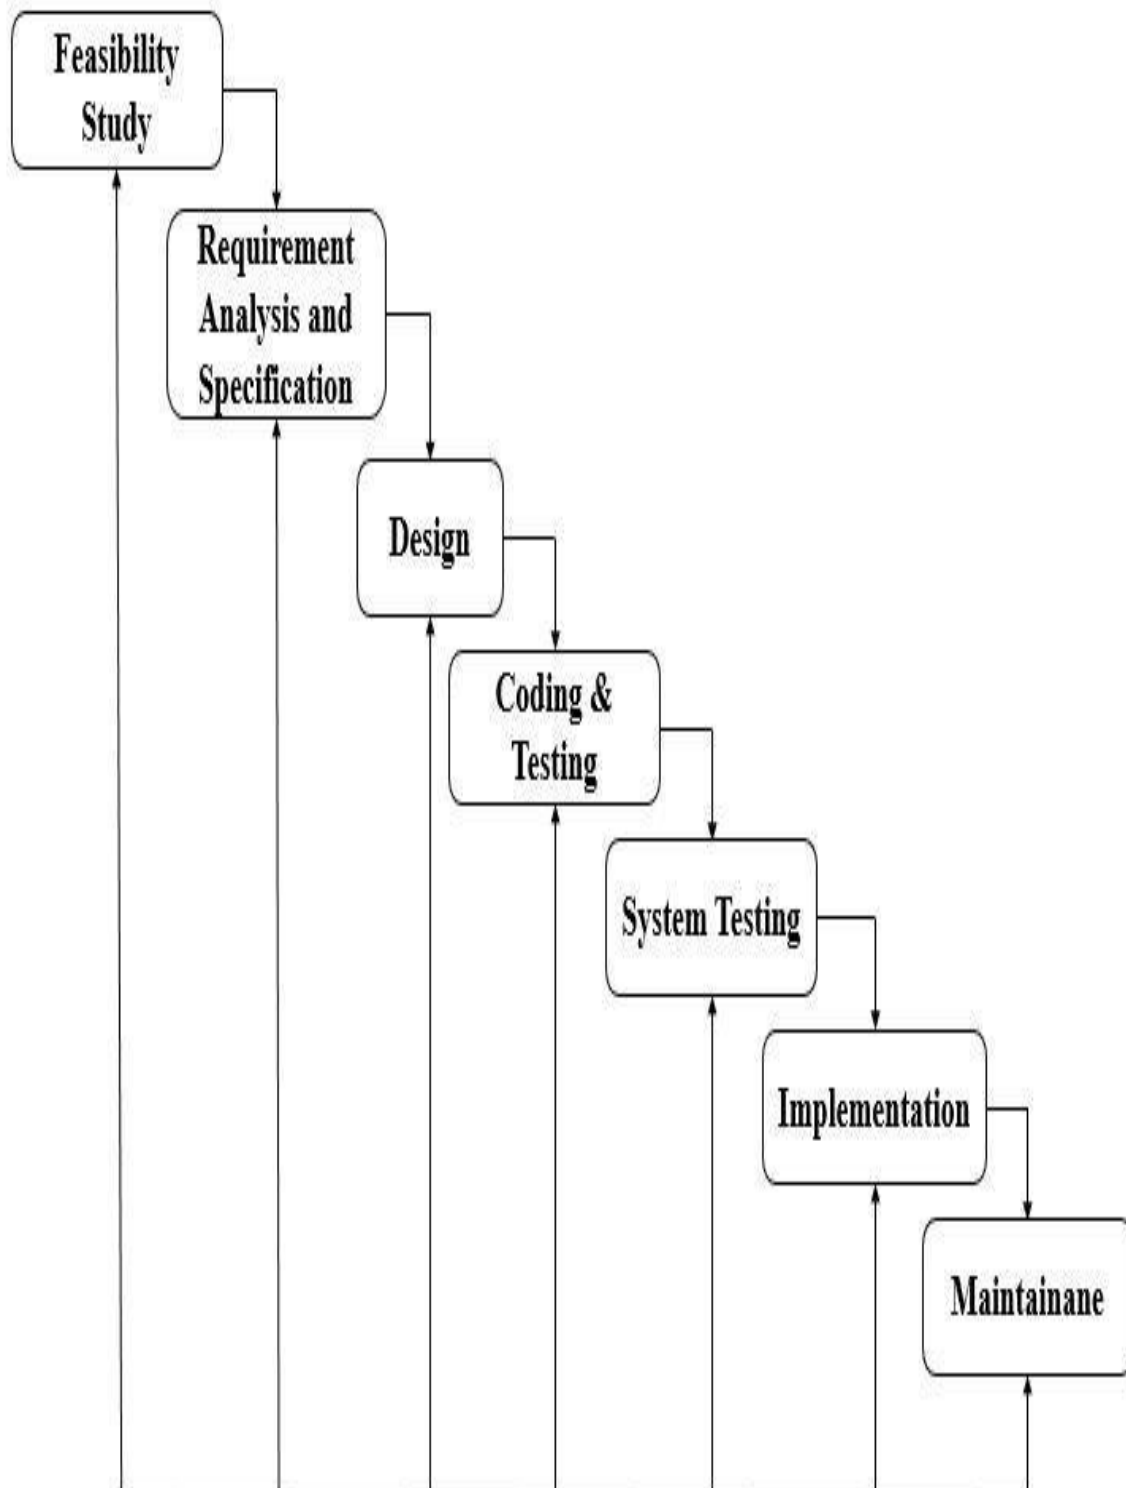 Feasibility
Study
Requirement
Analysis and
Specification
Design
Coding &
Testing
System Testing
Implementation
Maintainane